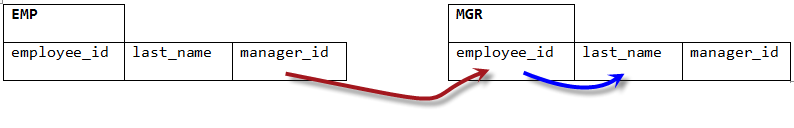 EMP
employee_id last_name manager_id
MGR
employee_id last_name manager_id